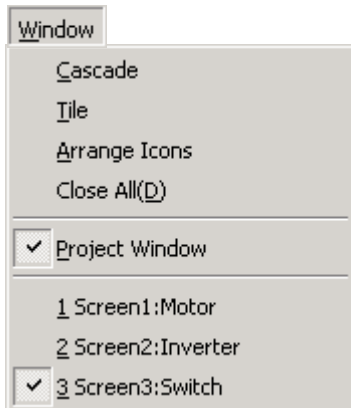 Window
Cascade
Tile
Arrange Icons
Close All(D)
Project Window
1 Screen1:Motor
2 Screen2:Inverter
3 Screen3:Switch